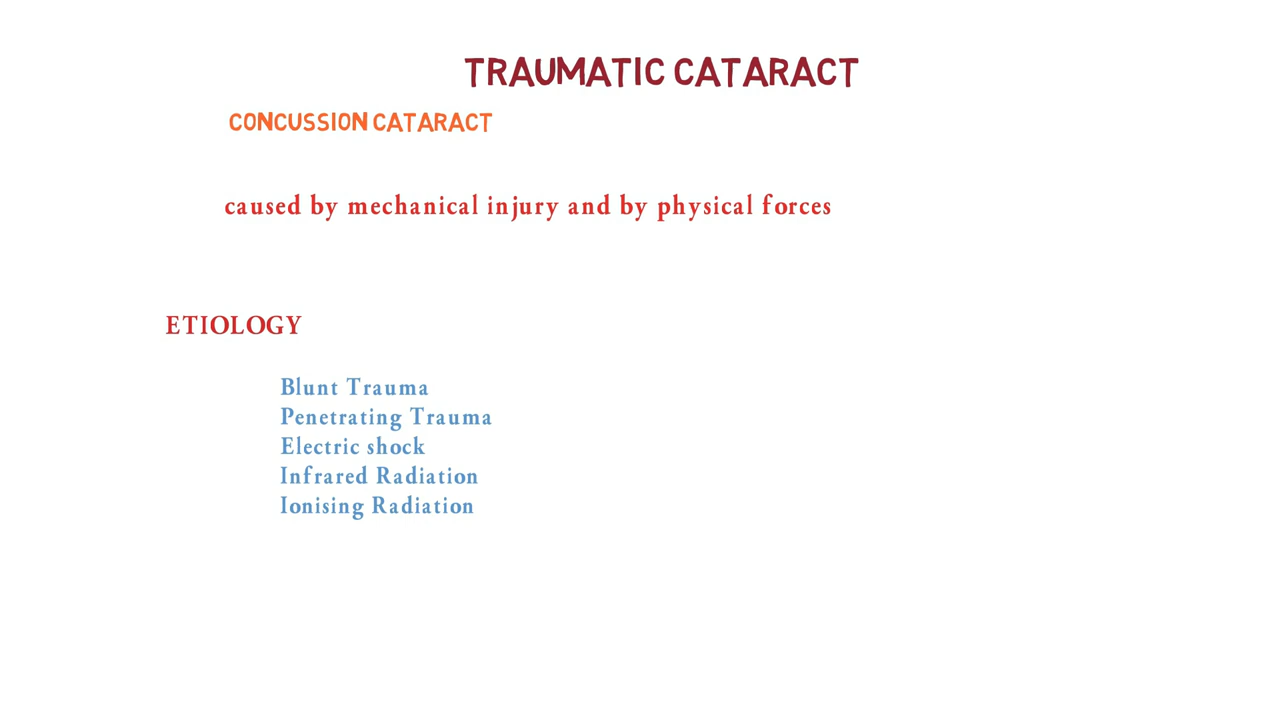 TRAUMATIC CATARACT
CONCUSSION CATARACT
caused by mechanical injury and by physical forces
ETIOLOGY
Blunt Trauma
Penetrating Trauma
Electric shock
Infrared Radiation
Ionising Radiation